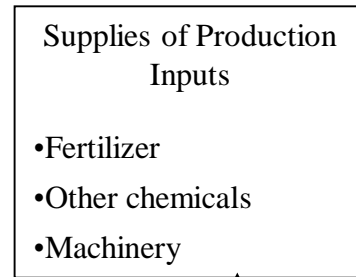 Supplies of Production
Inputs
•Fertilizer
•Other chemicals
•Machinery